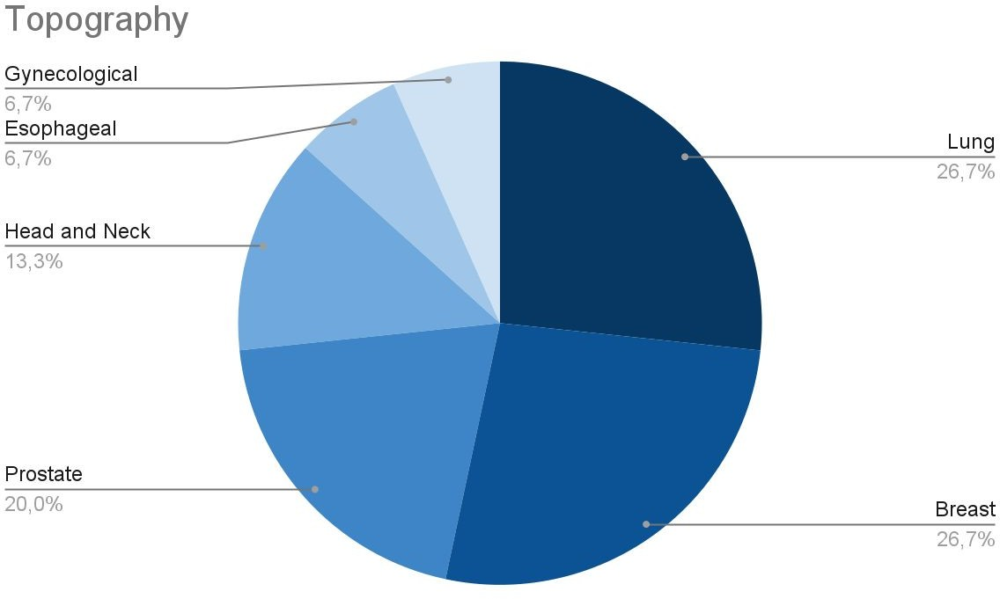 Topography
Gynecological
6,7%
Esophageal
6,7%
Head and Neck
13,3%
Prostate
20,0%
Lung
26,7%
Breast
26,7%